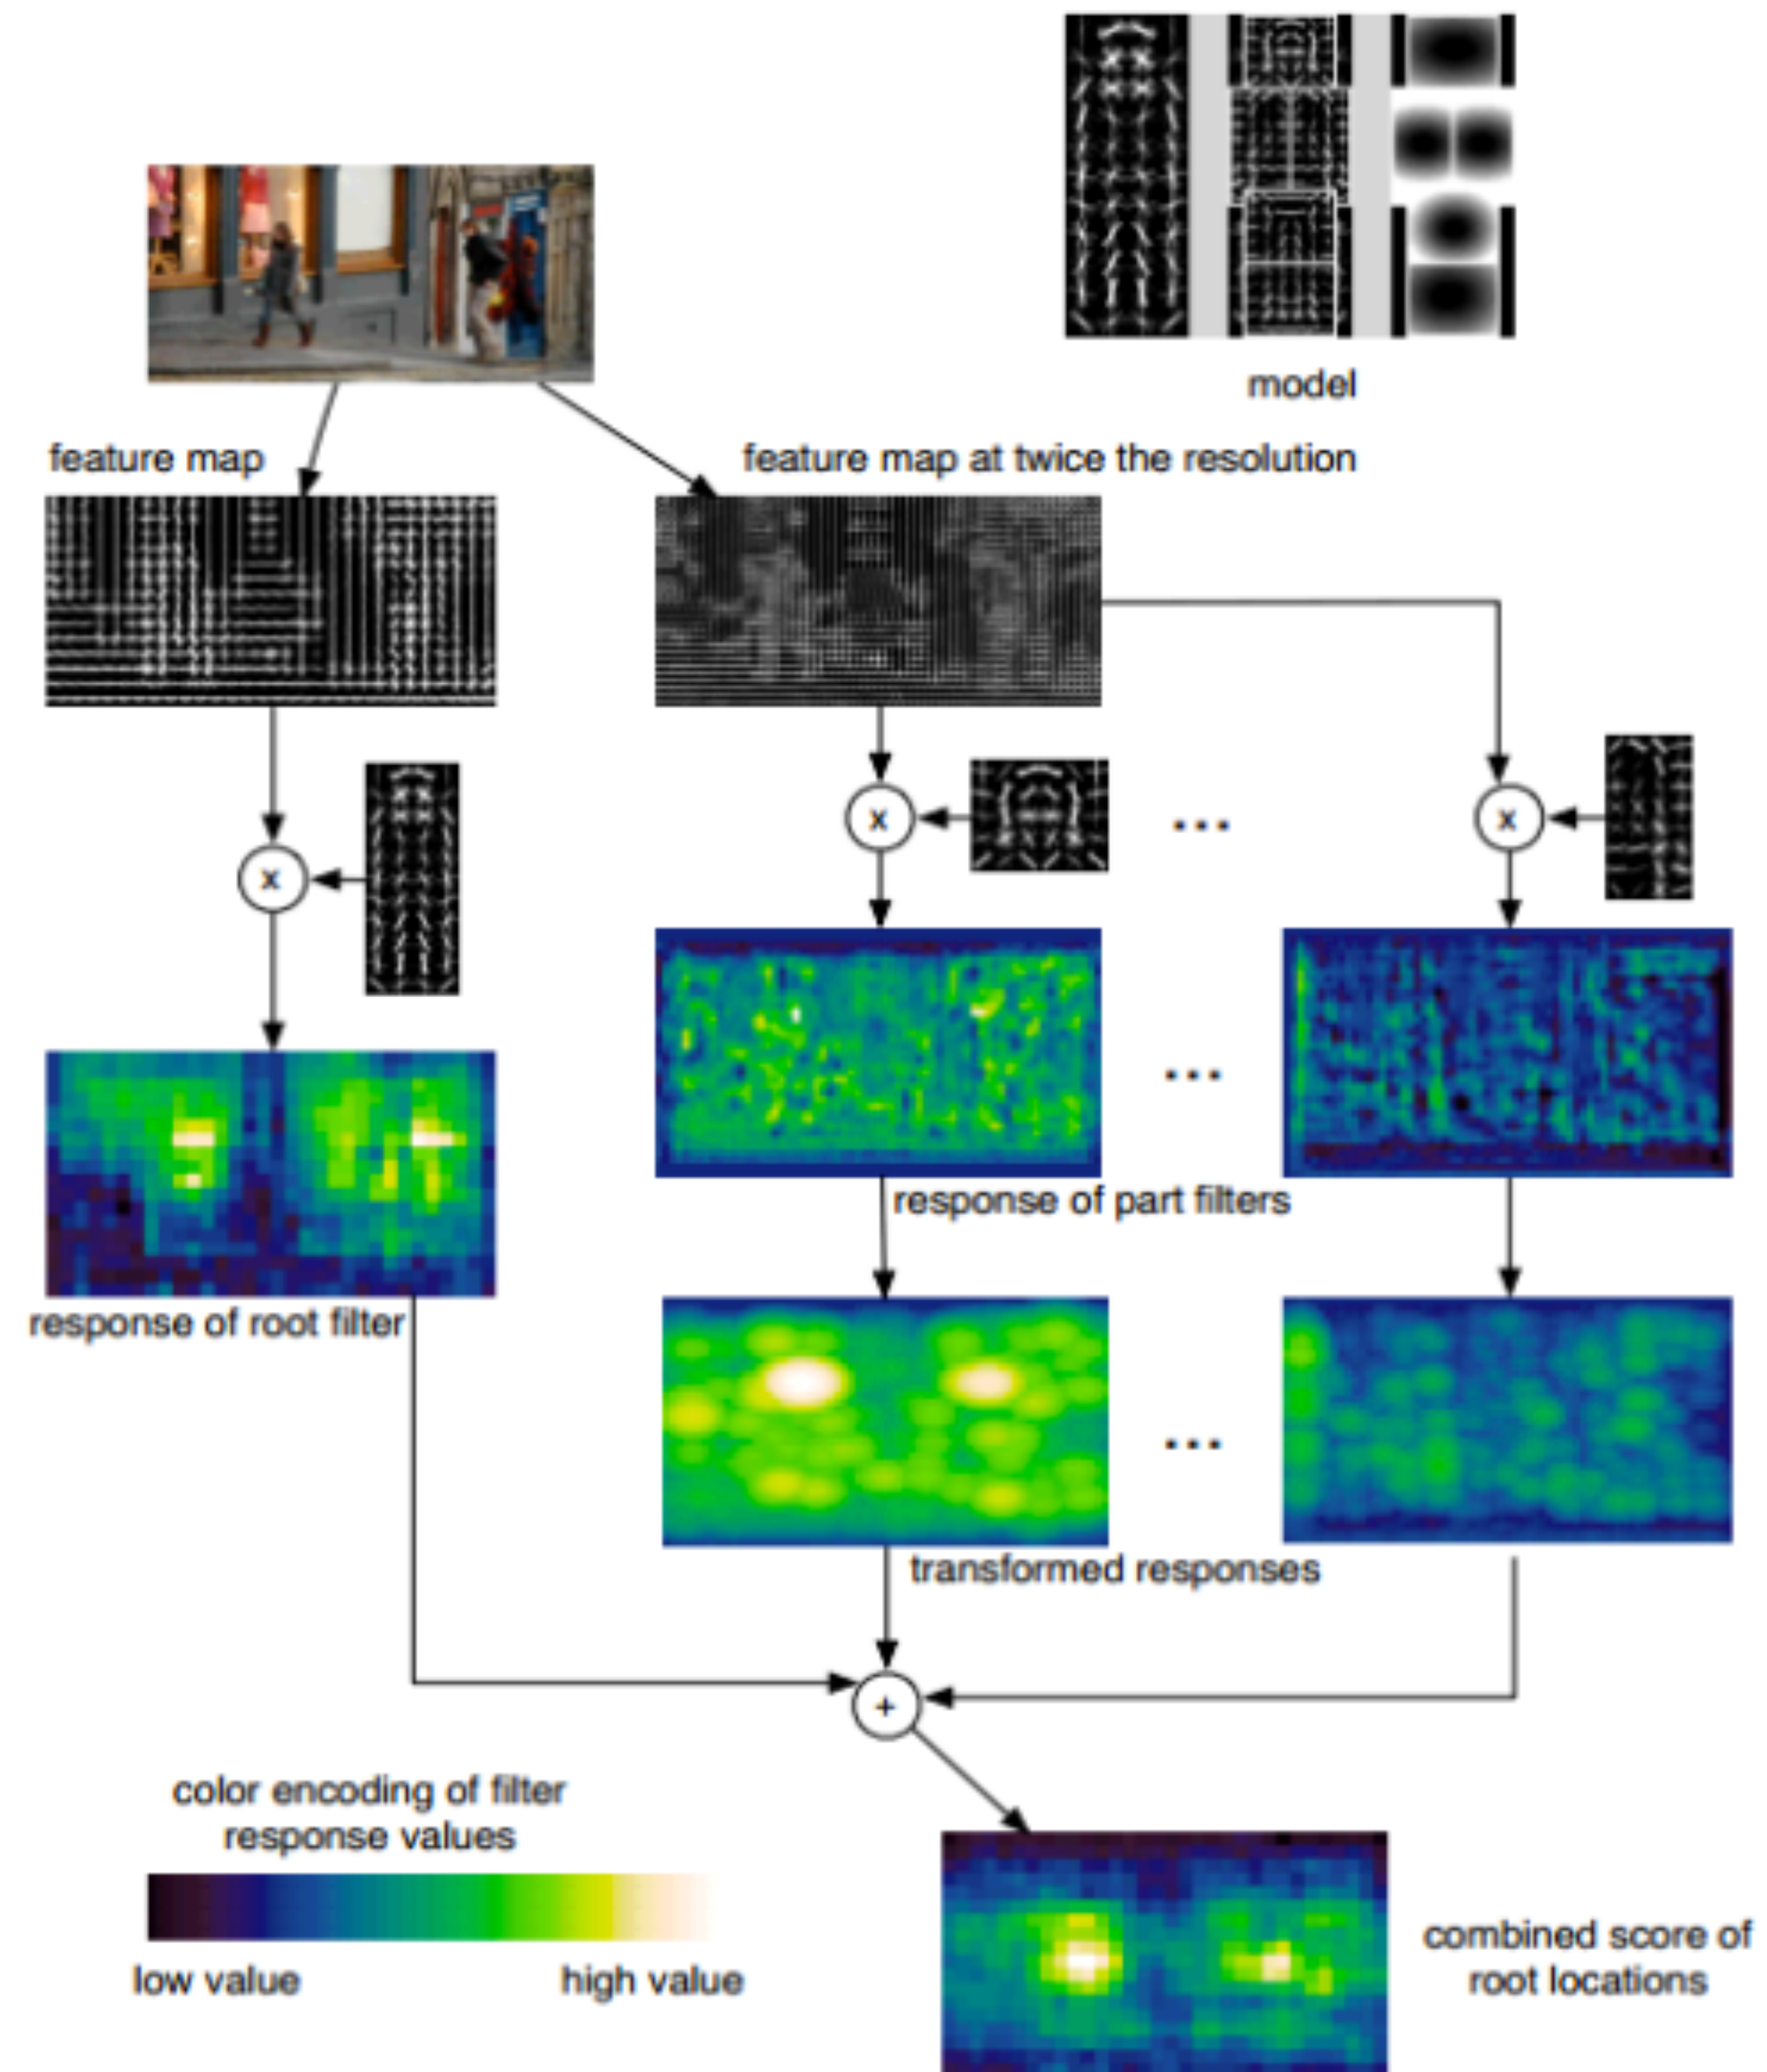 model
feature map
feature map at twice the resolution
x
x
...
x
...
response of part filters
response of root filter
...
transformed responses
+
color encoding of filter
response values
low value
high value
combined score of
root locations